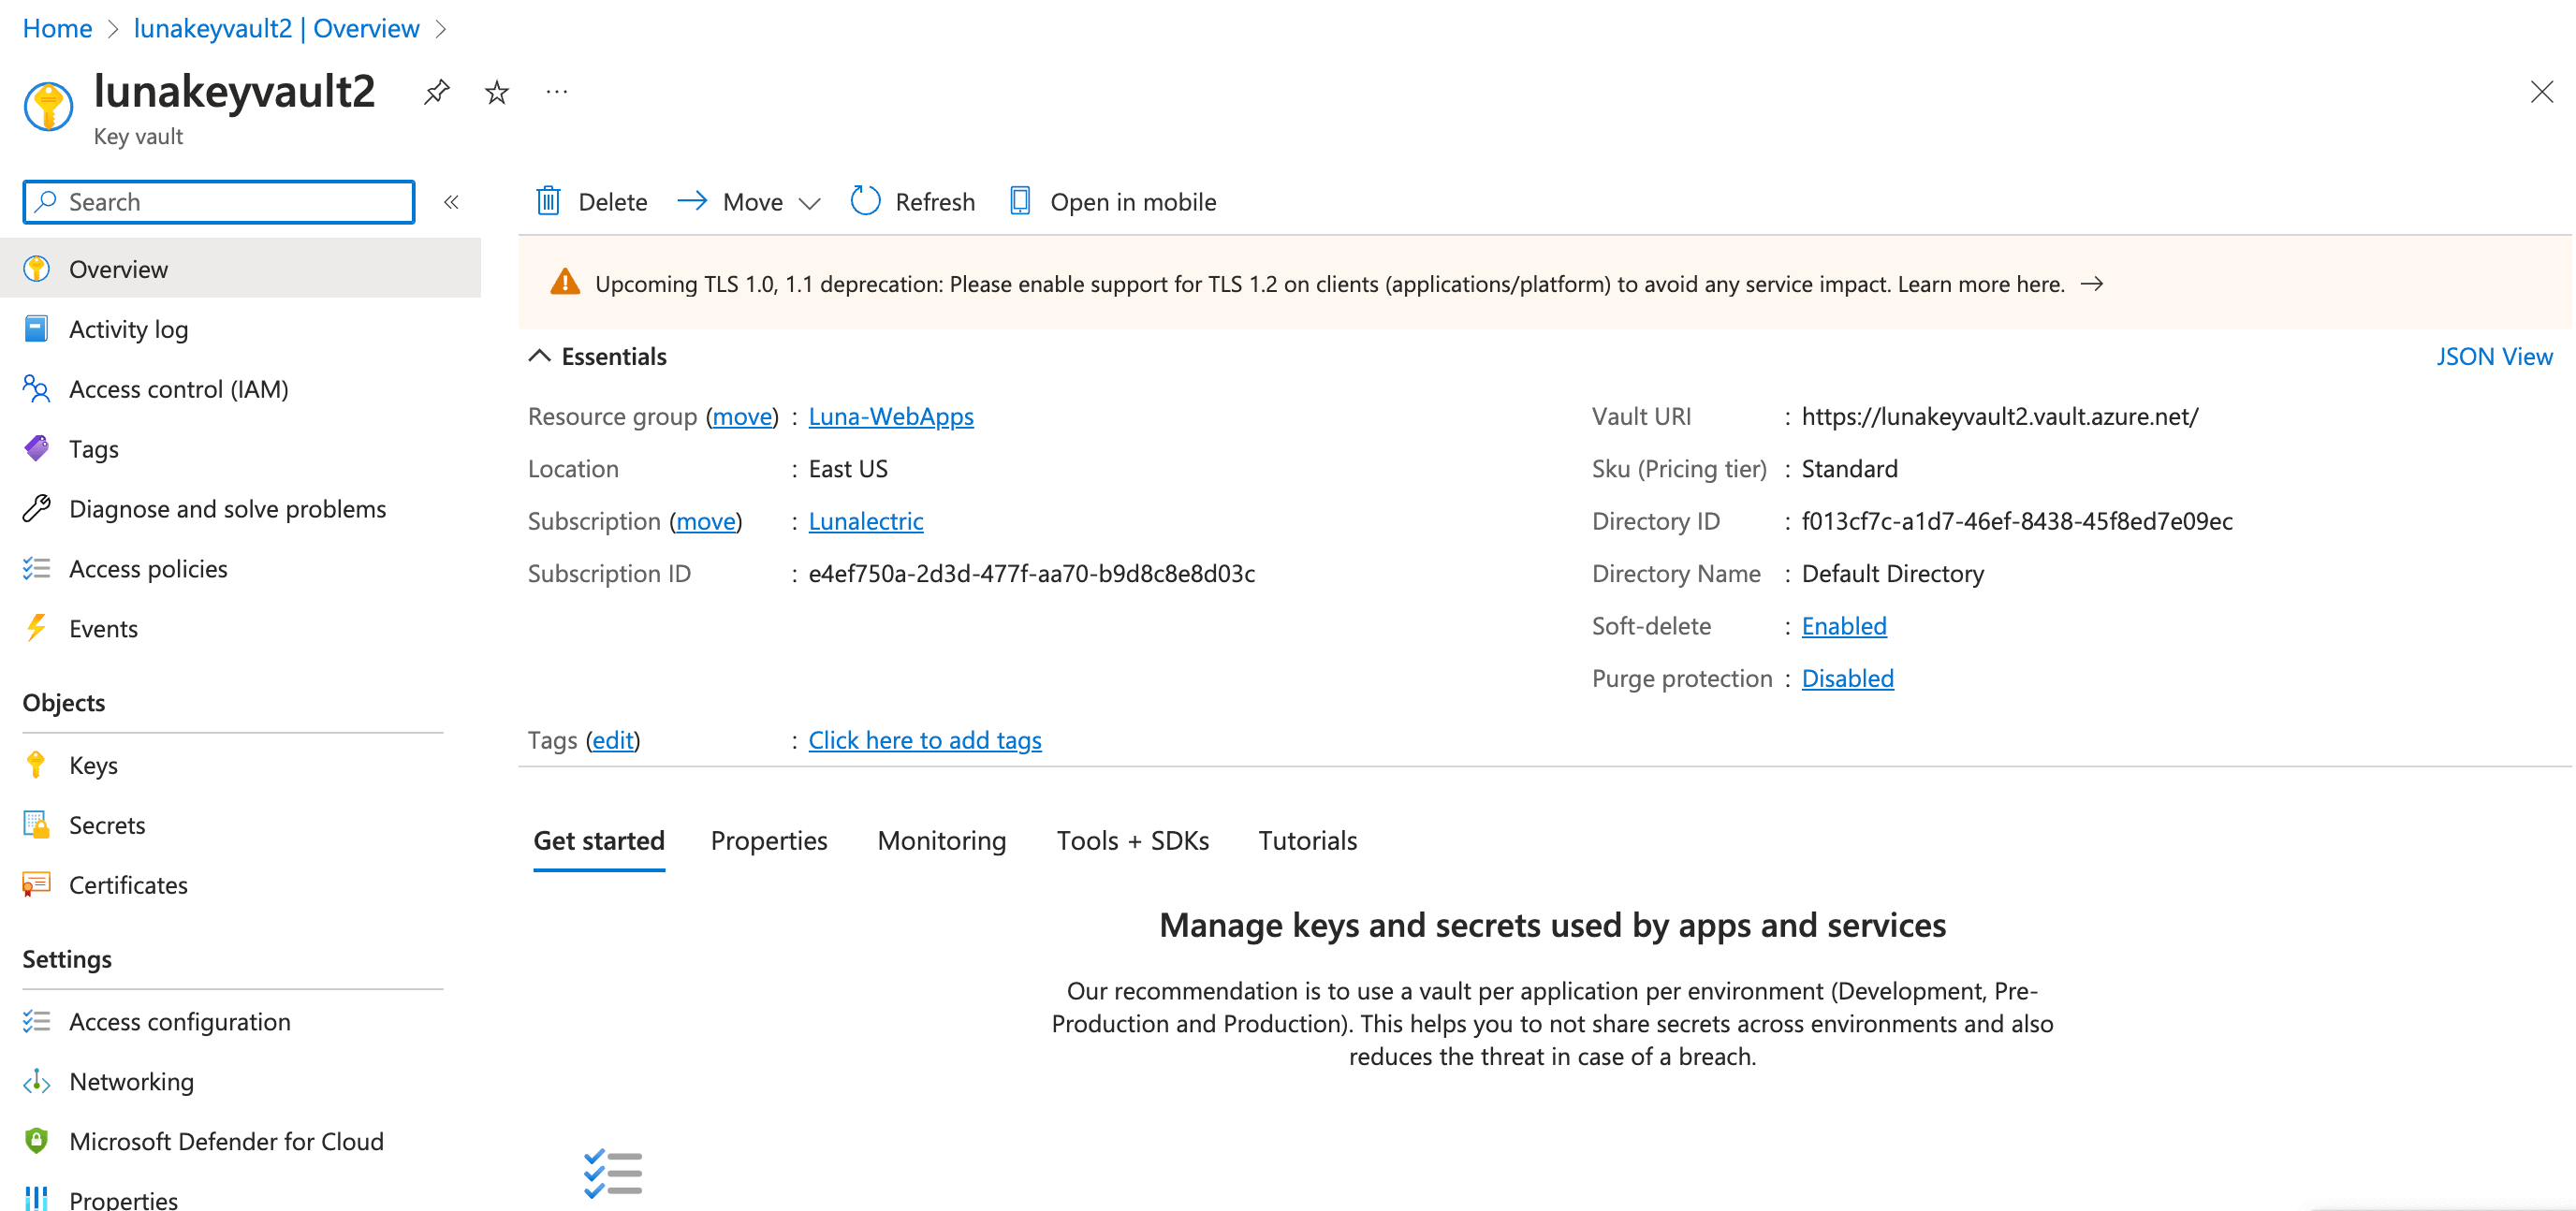 Home > lunakeyvault2 | Overview >
lunakeyvault2 ...
Key vault
Search «
Overview
Activity log
Access control (IAM)
Tags
Diagnose and solve problems
Access policies
Events
Objects
Keys
Secrets
Certificates
Settings
Access configuration
Networking
Microsoft Defender for Cloud
Properties
Delete Move Refresh Open in mobile
Upcoming TLS 1.0, 1.1 deprecation: Please enable support for TLS 1.2 on clients (applications/platform) to avoid any service impact. Learn more here. →
Essentials JSON View
Resource group (move) : Luna-WebApps
Location : East US
Subscription (move) : Lunalectric
Subscription ID : e4ef750a-2d3d-477f-aa70-b9d8c8e8d03c
Vault URI : https://lunakeyvault2.vault.azure.net/
Sku (Pricing tier) : Standard
Directory ID : f013cf7c-a1d7-46ef-8438-45f8ed7e09ec
Directory Name : Default Directory
Soft-delete : Enabled
Purge protection : Disabled
Tags (edit) : Click here to add tags
Get started Properties Monitoring Tools + SDKs Tutorials
Manage keys and secrets used by apps and services
Our recommendation is to use a vault per application per environment (Development, Pre-
Production and Production). This helps you to not share secrets across environments and also
reduces the threat in case of a breach.